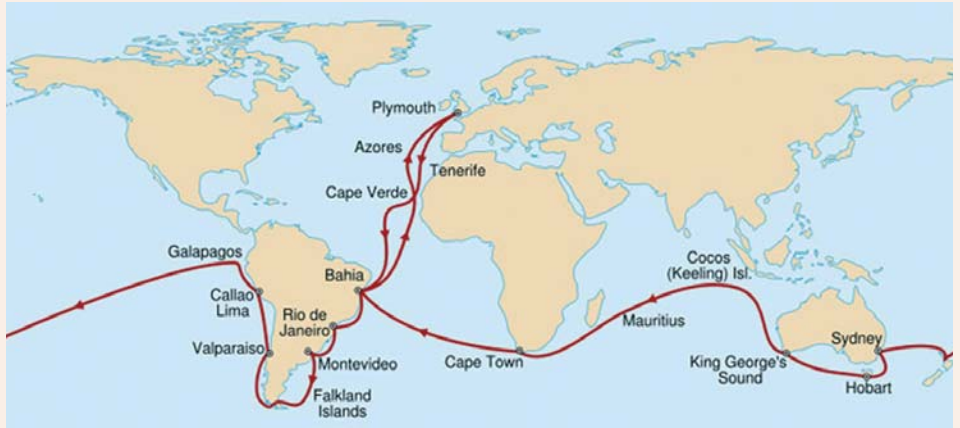 Plymouth
Azores
Tenerife
Cape Verde
Galapagos
Bahia
Cocos
(Keeling) Isl.
Callao
Lima
Rio de
Janeiro
Mauritius
Valparaiso
Montevideo
Cape Town
Sydney
King George's
Sound
Hobart
Falkland
Islands